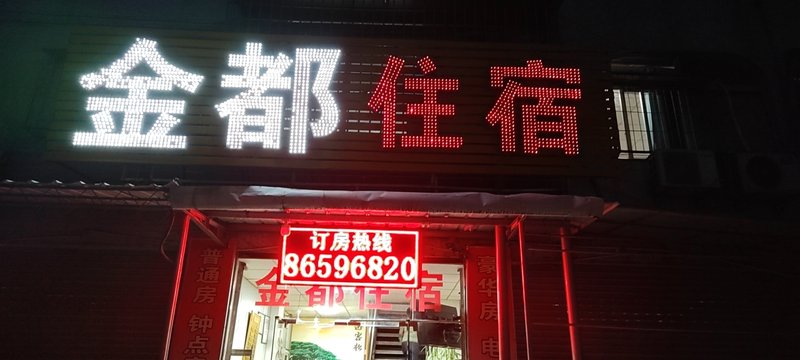 金都住宿
订房热线
86596820
金都住宿
普通房 钟点
豪华房 电